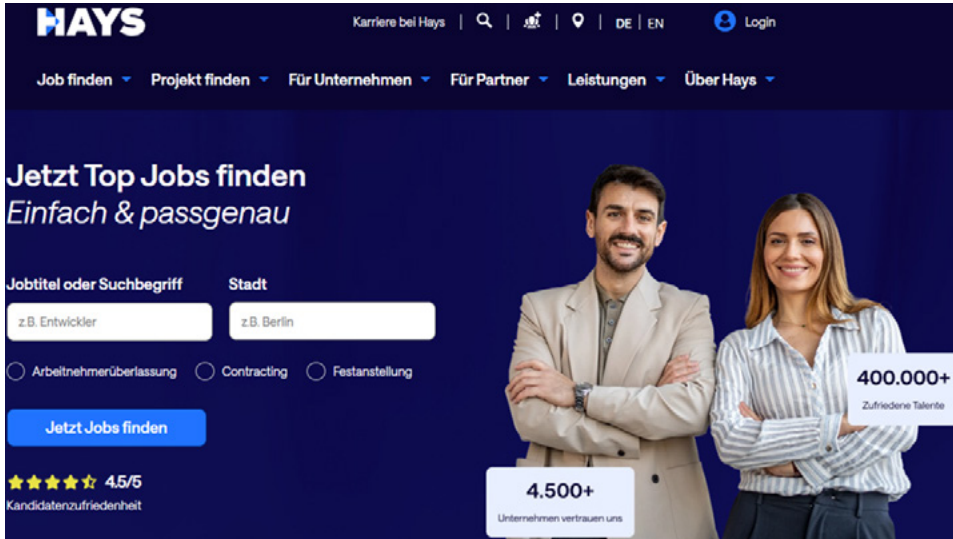 HAYS
Karriere bei Hays | | | | DE | EN Login
Job finden Projekt finden Für Unternehmen Für Partner Leistungen Über Hays
Jetzt Top Jobs finden
Einfach & passgenau
Jobtitel oder Suchbegriff Stadt
z.B. Entwickler z.B. Berlin
Arbeitnehmerüberlassung Contracting Festanstellung
Jetzt Jobs finden
4.5/5
Kandidatenzufriedenheit
4.500+
Unternehmen vertrauen uns
400.000+
Zufriedene Talente